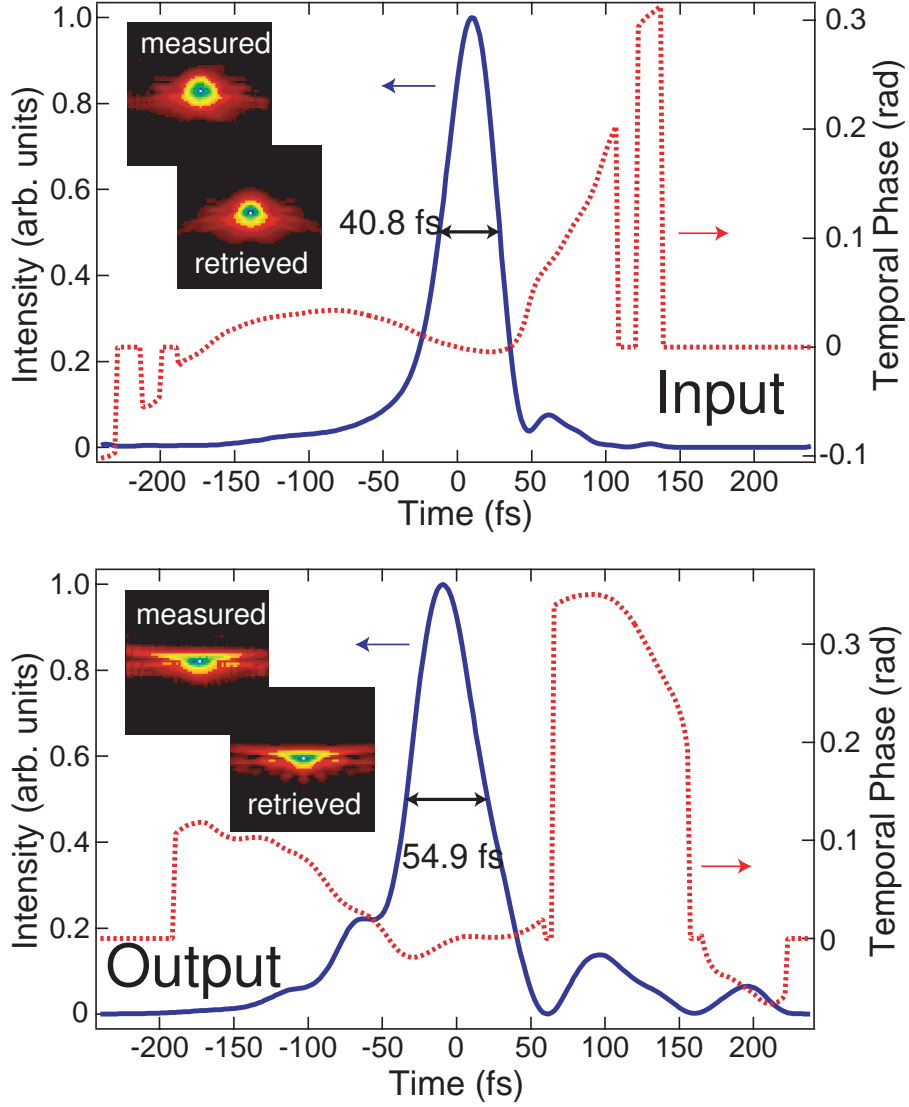 1.0
0.8
0.6
0.4
0.2
0
Intensity (arb. units)
measured
retrieved
40.8 fs
Input
0.3
0.2
0.1
0
-0.1
Temporal Phase (rad)
-200 -150 -100 -50 0 50 100 150 200
Time (fs)
1.0
0.8
0.6
0.4
0.2
0
Intensity (arb. units)
measured
retrieved
54.9 fs
Output
0.3
0.2
0.1
0
Temporal Phase (rad)
-200 -150 -100 -50 0 50 100 150 200
Time (fs)